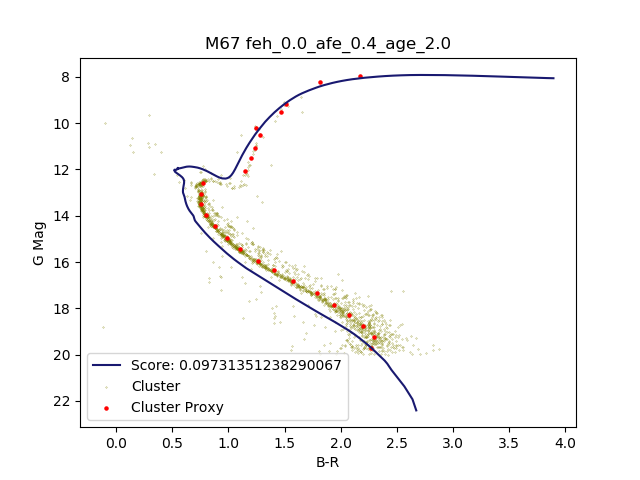 M67 feh_0.0_afe_0.4_age_2.0
8
10
12
14
16
18
20
22
G Mag
Score: 0.09731351238290067
Cluster
Cluster Proxy
0.0 0.5 1.0 1.5 2.0 2.5 3.0 3.5 4.0
B-R